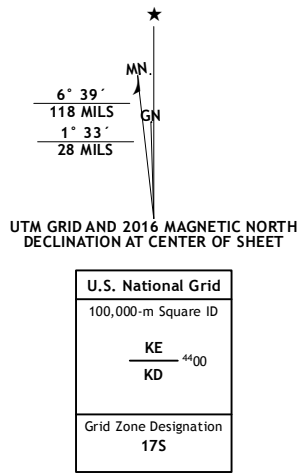 ★
MN.
6° 39´
118 MILS
GN
1° 33´
28 MILS
UTM GRID AND 2016 MAGNETIC NORTH
DECLINATION AT CENTER OF SHEET
U.S. National Grid
100,000-m Square ID
KE
4400
KD
Grid Zone Designation
17S